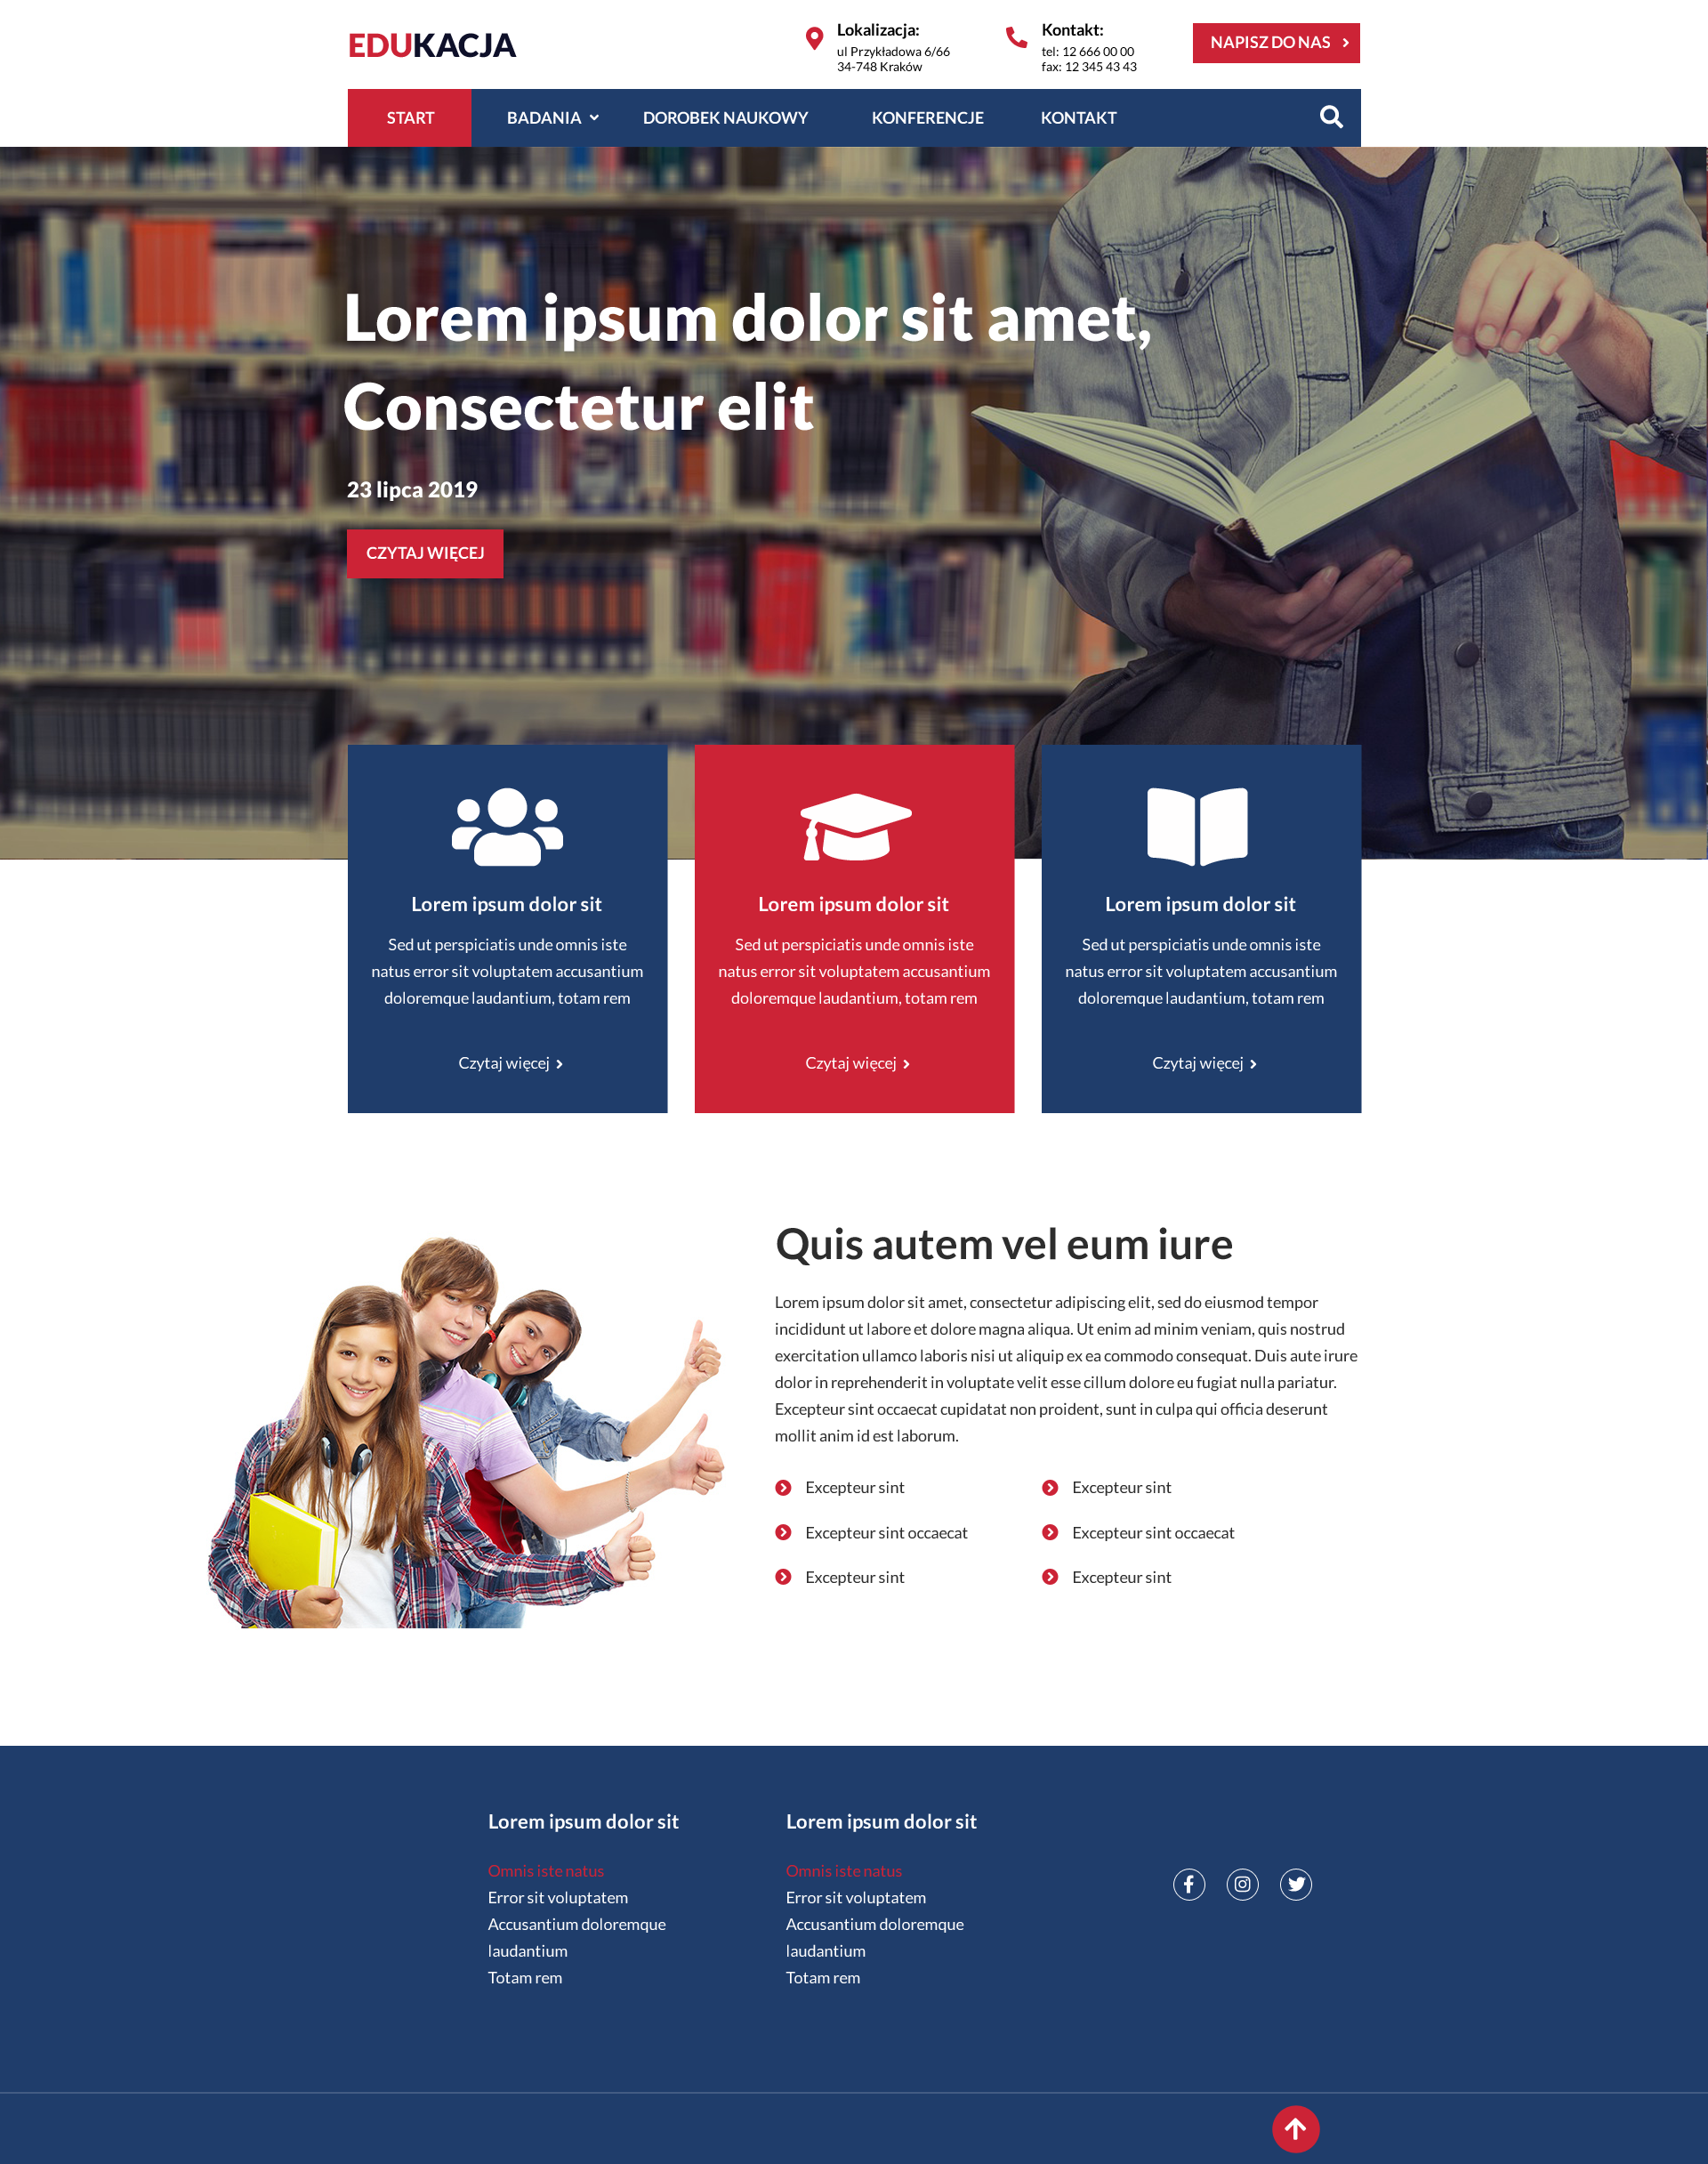 EDUKACJA
Lokalizacja:
ul Przykładowa 6/66
34-748 Kraków
Kontakt:
tel: 12 666 00 00
fax: 12 345 43 43
NAPISZ DO NAS
START
BADANIA
DOROBEK NAUKOWY
KONFERENCJE
KONTAKT
Lorem ipsum dolor sit amet,
Consectetur elit
23 lipca 2019
CZYTAJ WIĘCEJ
Lorem ipsum dolor sit
Sed ut perspiciatis unde omnis iste
natus error sit voluptatem accusantium
doloremque laudantium, totam rem
Czytaj więcej
Lorem ipsum dolor sit
Sed ut perspiciatis unde omnis iste
natus error sit voluptatem accusantium
doloremque laudantium, totam rem
Czytaj więcej
Lorem ipsum dolor sit
Sed ut perspiciatis unde omnis iste
natus error sit voluptatem accusantium
doloremque laudantium, totam rem
Czytaj więcej
Quis autem vel eum iure
Lorem ipsum dolor sit amet, consectetur adipiscing elit, sed do eiusmod tempor
incididunt ut labore et dolore magna aliqua. Ut enim ad minim veniam, quis nostrud
exercitation ullamco laboris nisi ut aliquip ex ea commodo consequat. Duis aute irure
dolor in reprehenderit in voluptate velit esse cillum dolore eu fugiat nulla pariatur.
Excepteur sint occaecat cupidatat non proident, sunt in culpa qui officia deserunt
mollit anim id est laborum.
Excepteur sint
Excepteur sint occaecat
Excepteur sint
Excepteur sint
Excepteur sint occaecat
Excepteur sint
Lorem ipsum dolor sit
Omnis iste natus
Error sit voluptatem
Accusantium doloremque
laudantium
Totam rem
Lorem ipsum dolor sit
Omnis iste natus
Error sit voluptatem
Accusantium doloremque
laudantium
Totam rem